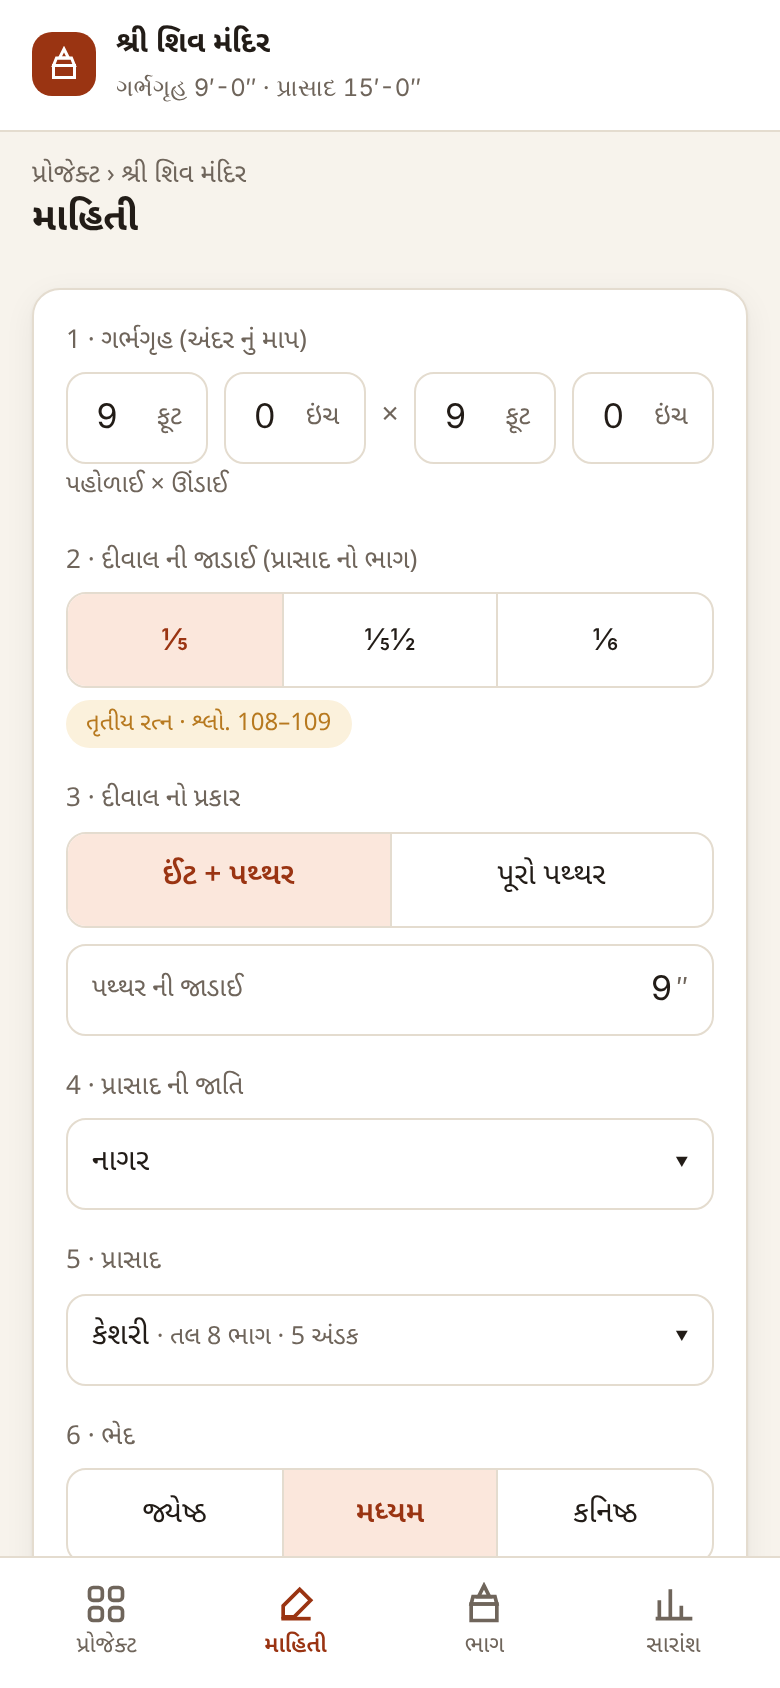 શ્રી શિવ મંદિર
ગર્ભગૃહ 9′-0″ · પ્રાસાદ 15′-0″
પ્રોજેક્ટ › શ્રી શિવ મંદિર
માહિતી
1 · ગર્ભગૃહ (અંદર નું માપ)
9 ફૂટ 0 ઇંચ × 9 ફૂટ 0 ઇંચ
પહોળાઈ × ઊંડાઈ
2 · દીવાલ ની જાડાઈ (પ્રાસાદ નો ભાગ)
⅕ ⅕½ ⅙
તૃતીય રત્ન · શ્લો. 108–109
3 · દીવાલ નો પ્રકાર
ઈંટ + પથ્થર પૂરો પથ્થર
પથ્થર ની જાડાઈ 9″
4 · પ્રાસાદ ની જાતિ
નાગર ▾
5 · પ્રાસાદ
કેશરી · તલ 8 ભાગ · 5 અંડક ▾
6 · ભેદ
જ્યેષ્ઠ મધ્યમ કનિષ્ઠ
પ્રોજેક્ટ માહિતી ભાગ સારાંશ